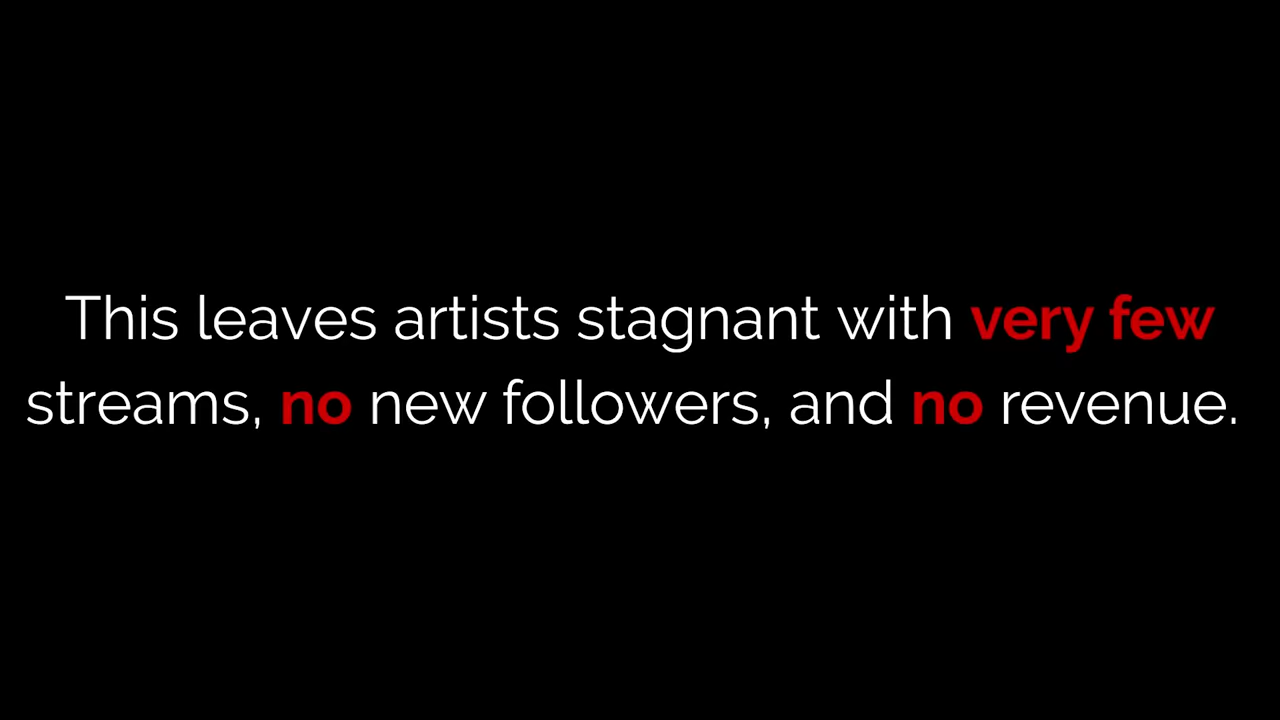 This leaves artists stagnant with very few
streams, no new followers, and no revenue.